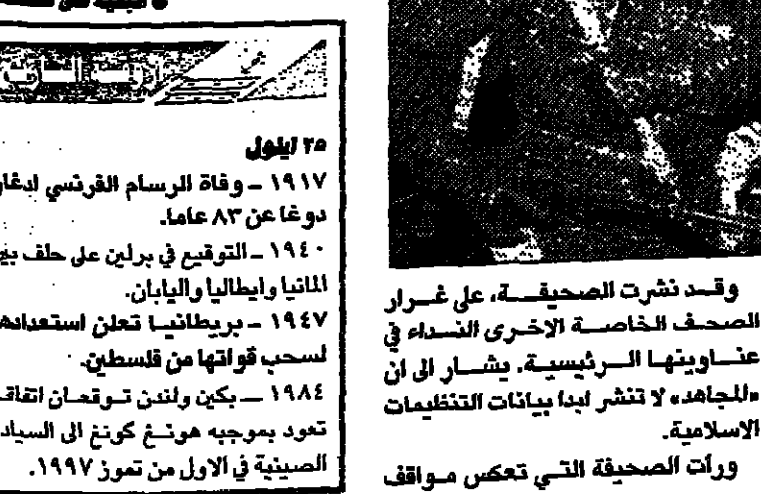 وقد نشرت الصحيفة، على غرار
الصحف الخاصة الاخرى النداء في
عناوينها الرئيسية. يشار الى ان
«المجاهد» لا تنشر ابدا بيانات التنظيمات
الاسلامية.
ورأت الصحيفة التي تعكس مواقف
٢٥ ايلول
١٩١٧ ـ وفاة الرسام الفرنسي ادغار
دوغا عن ٨٣ عاما.
١٩٤٠ ـ التوقيع في برلين على حلف بين
المانيا وايطاليا واليابان.
١٩٤٧ ـ بريطانيا تعلن استعدادها
لسحب قواتها من فلسطين.
١٩٨٤ ـ بكين ولندن توقعان اتفاقـ
تعود بموجبه هونغ كونغ الى السياد
الصينية في الاول من تموز ١٩٩٧.